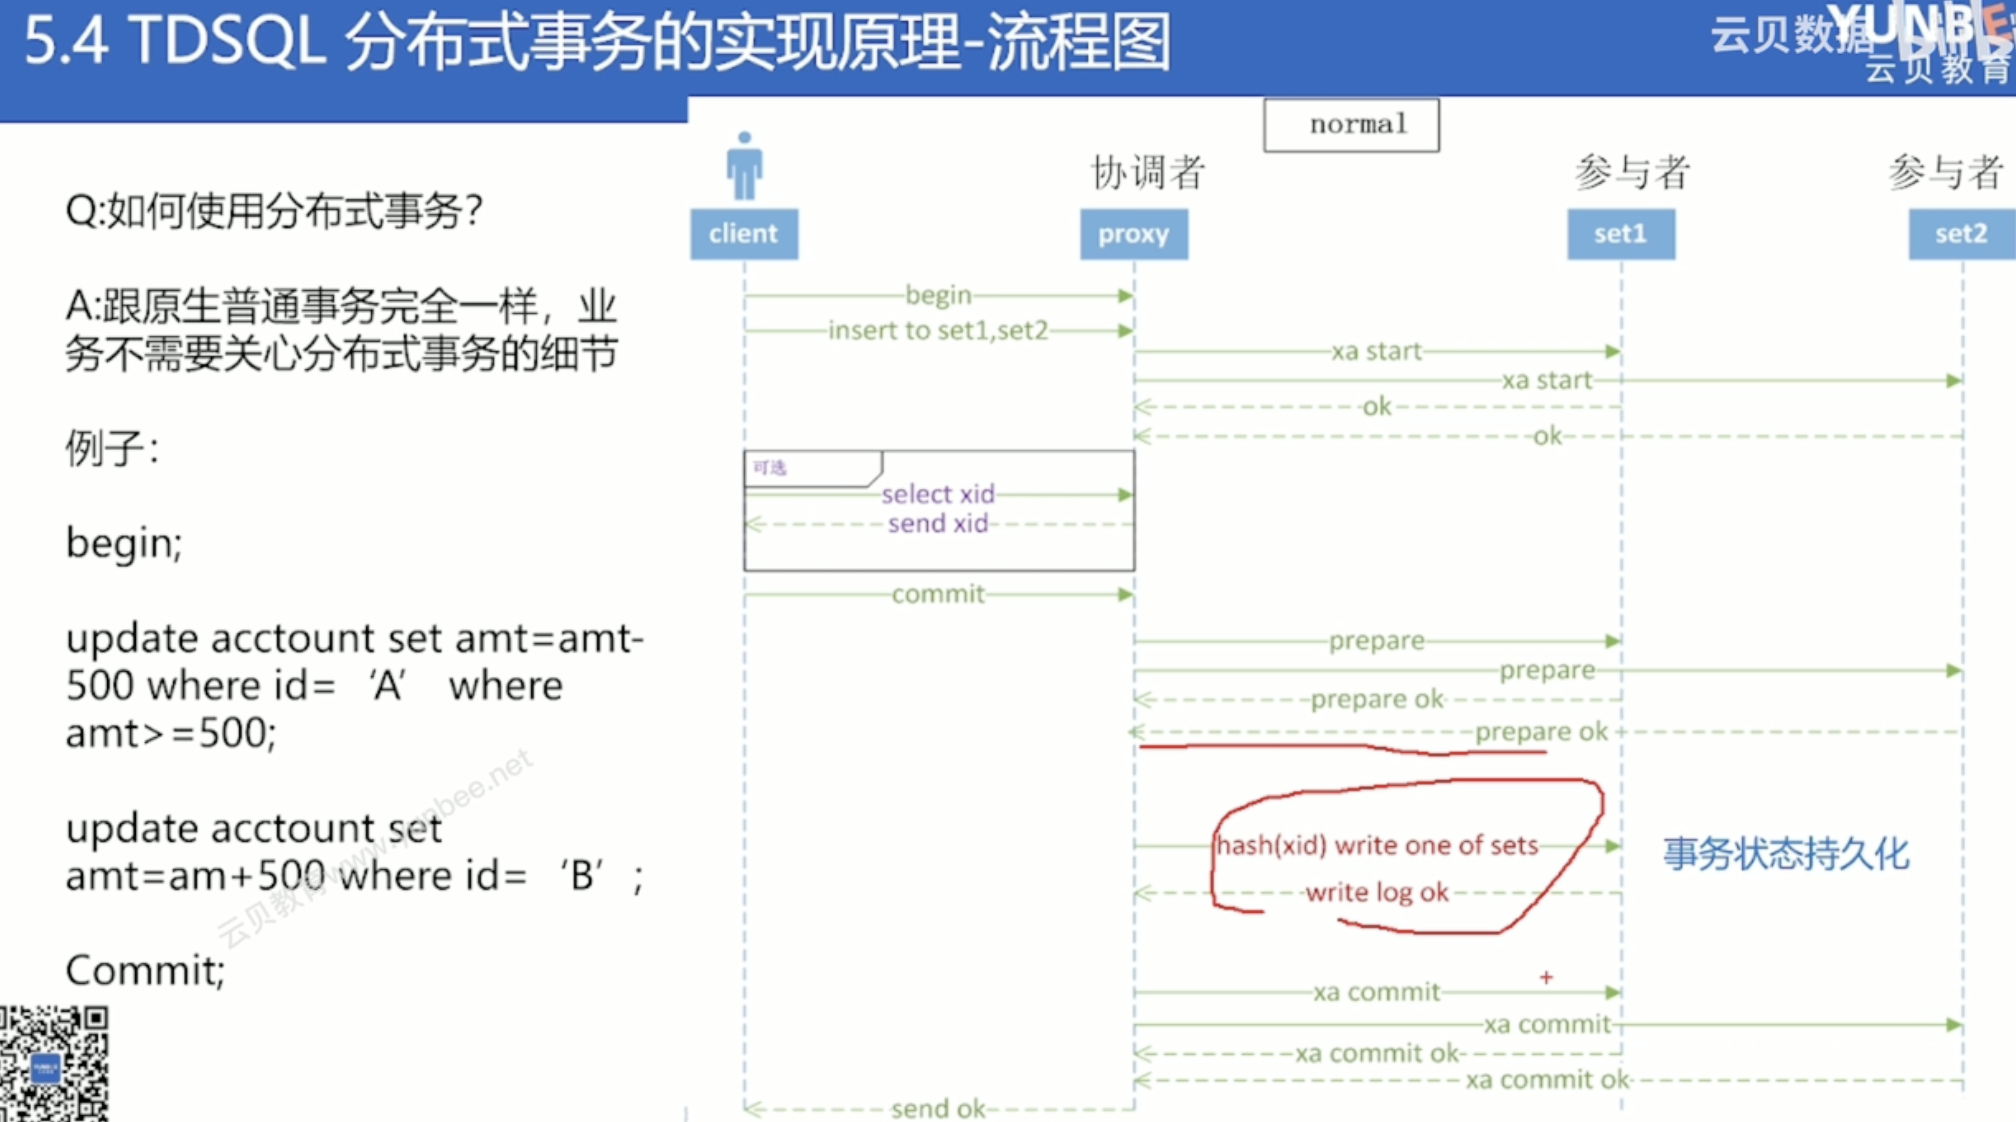 5.4 TDSQL 分布式事务的实现原理-流程图
云贝数据
YUNBE
云贝教育
Q:如何使用分布式事务?
A:跟原生普通事务完全一样，业
务不需要关心分布式事务的细节
例子：
begin;
update acctount set amt=amt-
500 where id= ‘A’ where
amt>=500;
update acctount set
amt=am+500 where id= ‘B’ ;
Commit;
云贝教育www.yunbee.net
normal
协调者
参与者
参与者
client
proxy
set1
set2
begin
insert to set1,set2
xa start
xa start
ok
ok
可选
select xid
send xid
commit
prepare
prepare
prepare ok
prepare ok
hash(xid) write one of sets
事务状态持久化
write log ok
xa commit
xa commit
xa commit ok
xa commit ok
send ok